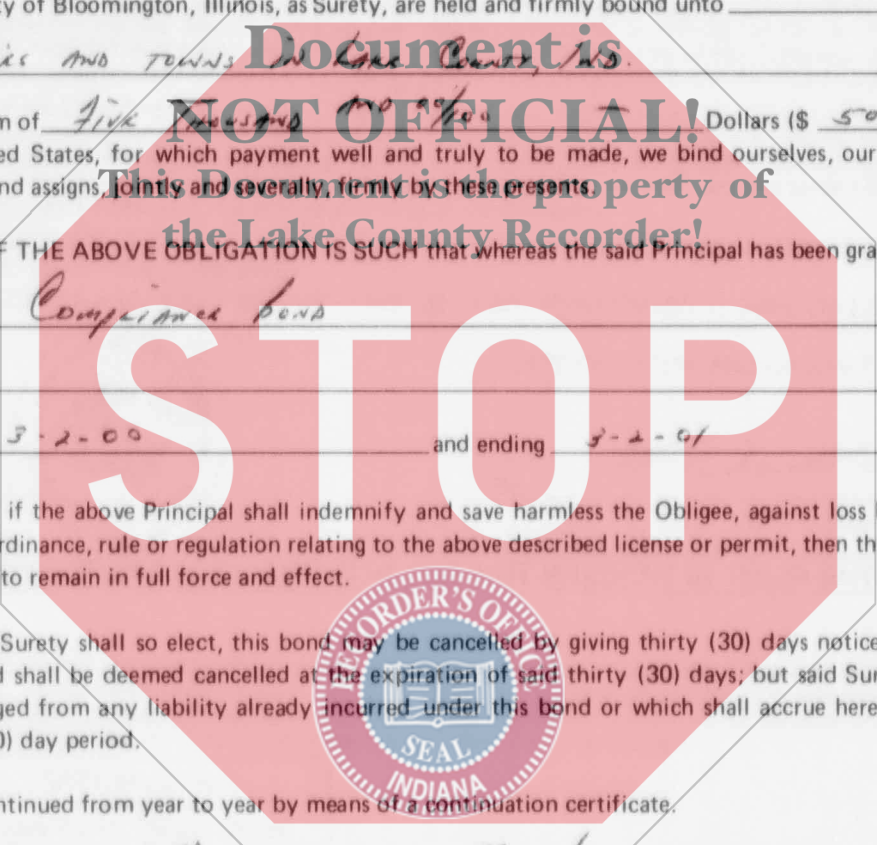 y of Bloomington, Illinois, as Surety, are held and firmly bound unto
Document is
AND TOWNS IN LAKE COUNTY, IND.
NOT OFFICIAL!
m of Five Thousand AND 00/100 Dollars ($ 50
ed States, for which payment well and truly to be made, we bind ourselves, our
This Document is the property of
nd assigns, jointly and severally, firmly by these presents.
the Lake County Recorder!
F THE ABOVE OBLIGATION IS SUCH that whereas the said Principal has been gra
Compliance Bond
STOP
3-2-00 and ending 3-2-01
if the above Principal shall indemnify and save harmless the Obligee, against loss
rdinance, rule or regulation relating to the above described license or permit, then th
to remain in full force and effect.
RECORDER'S OFFICE
Surety shall so elect, this bond may be cancelled by giving thirty (30) days notice
d shall be deemed cancelled at the expiration of said thirty (30) days; but said Sur
ged from any liability already incurred under this bond or which shall accrue here
0) day period.
SEAL
INDIANA
ntinued from year to year by means of a continuation certificate.